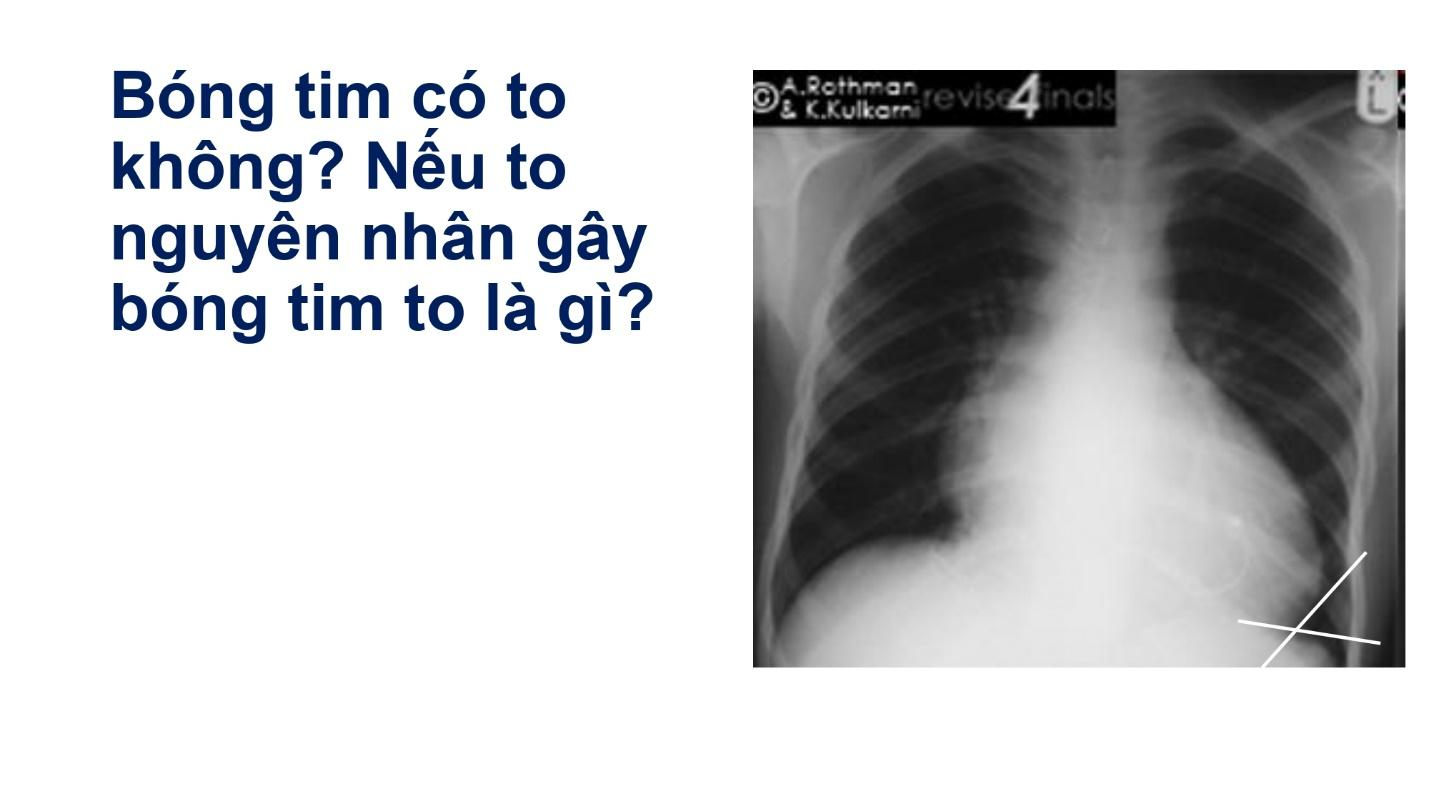 Bóng tim có to
không? Nếu to
nguyên nhân gây
bóng tim to là gì?
© A.Rothman
& K.Kulkarni
revise4finals
L